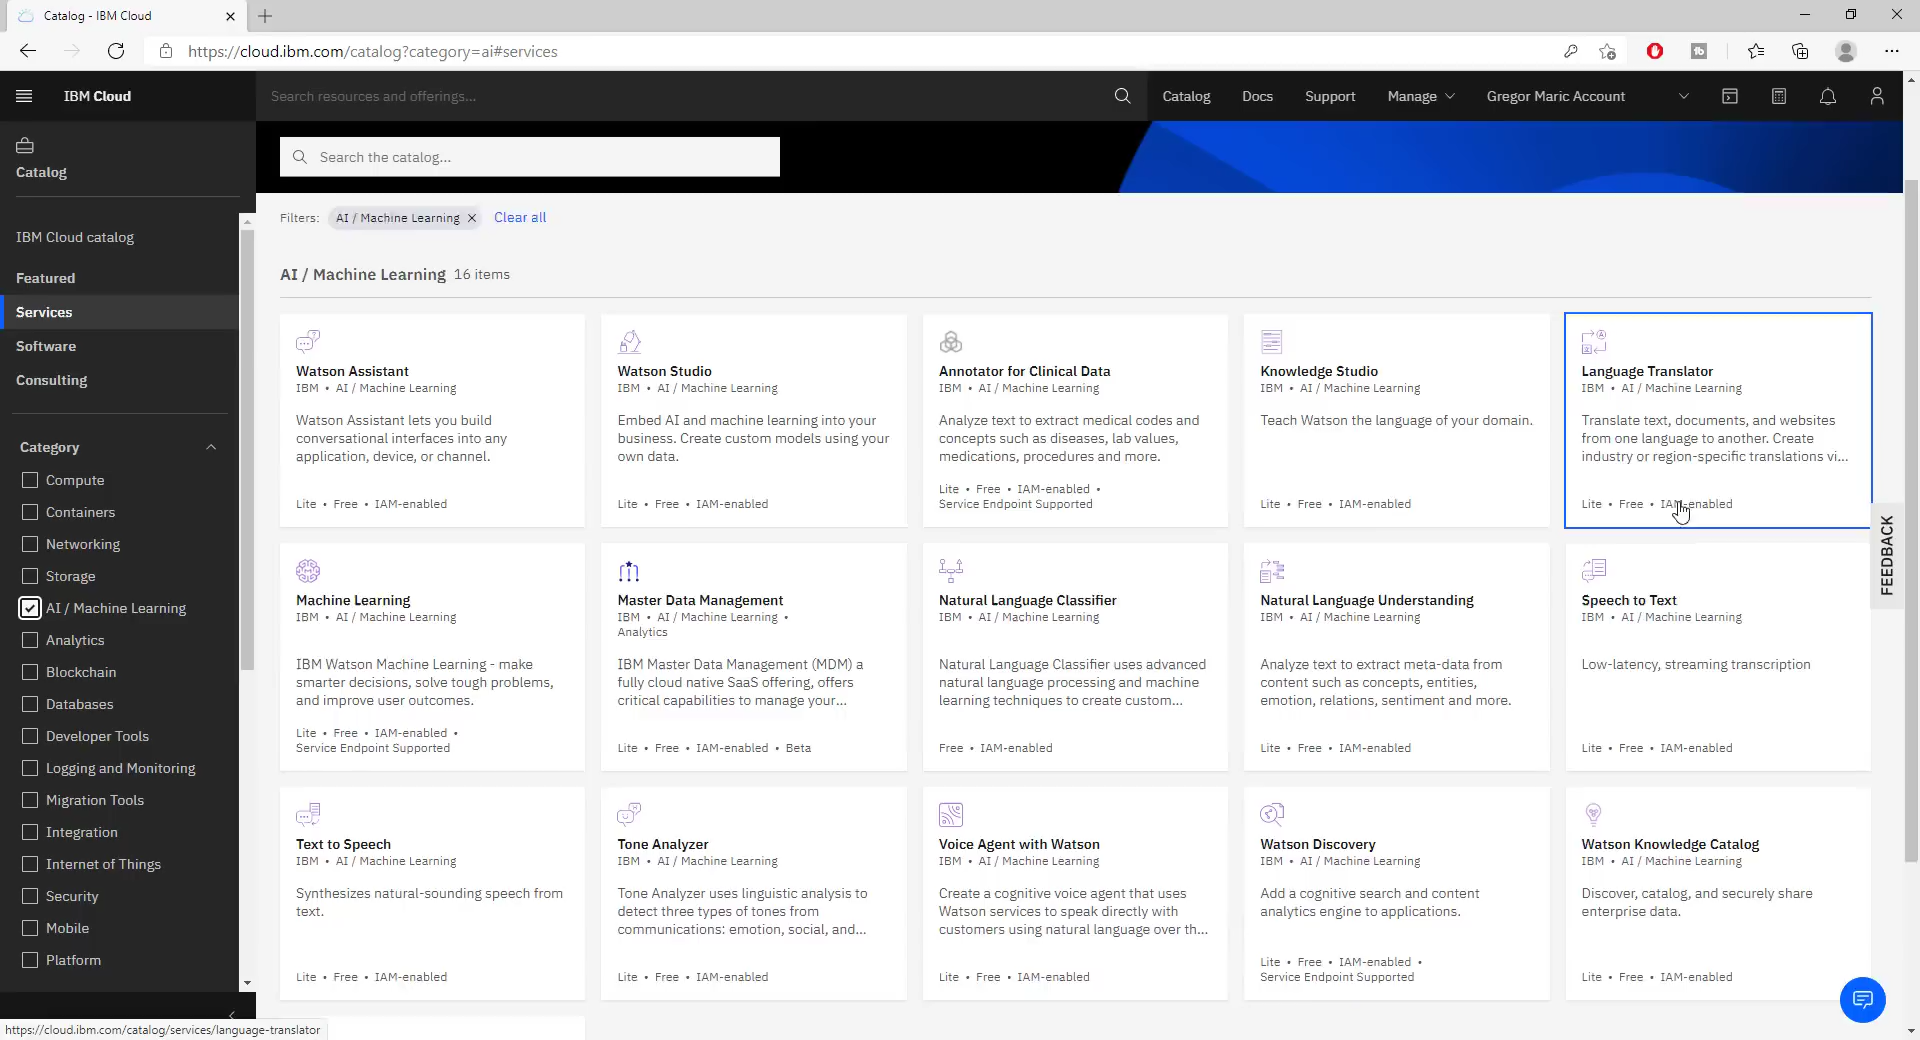 Catalog - IBM Cloud
https://cloud.ibm.com/catalog?category=ai#services
IBM Cloud
Search resources and offerings...
Catalog
Docs
Support
Manage
Gregor Maric Account
Catalog
IBM Cloud catalog
Featured
Services
Software
Consulting
Category
Compute
Containers
Networking
Storage
AI / Machine Learning
Analytics
Blockchain
Databases
Developer Tools
Logging and Monitoring
Migration Tools
Integration
Internet of Things
Security
Mobile
Platform
Search the catalog...
Filters: AI / Machine Learning Clear all
AI / Machine Learning 16 items
Watson Assistant
IBM • AI / Machine Learning
Watson Assistant lets you build
conversational interfaces into any
application, device, or channel.
Lite • Free • IAM-enabled
Watson Studio
IBM • AI / Machine Learning
Embed AI and machine learning into your
business. Create custom models using your
own data.
Lite • Free • IAM-enabled
Annotator for Clinical Data
IBM • AI / Machine Learning
Analyze text to extract medical codes and
concepts such as diseases, lab values,
medications, procedures and more.
Lite • Free • IAM-enabled •
Service Endpoint Supported
Knowledge Studio
IBM • AI / Machine Learning
Teach Watson the language of your domain.
Lite • Free • IAM-enabled
Language Translator
IBM • AI / Machine Learning
Translate text, documents, and websites
from one language to another. Create
industry or region-specific translations vi...
Lite • Free • IAM-enabled
Machine Learning
IBM • AI / Machine Learning
IBM Watson Machine Learning - make
smarter decisions, solve tough problems,
and improve user outcomes.
Lite • Free • IAM-enabled •
Service Endpoint Supported
Master Data Management
IBM • AI / Machine Learning •
Analytics
IBM Master Data Management (MDM) a
fully cloud native SaaS offering, offers
critical capabilities to manage your...
Lite • Free • IAM-enabled • Beta
Natural Language Classifier
IBM • AI / Machine Learning
Natural Language Classifier uses advanced
natural language processing and machine
learning techniques to create custom...
Free • IAM-enabled
Natural Language Understanding
IBM • AI / Machine Learning
Analyze text to extract meta-data from
content such as concepts, entities,
emotion, relations, sentiment and more.
Lite • Free • IAM-enabled
Speech to Text
IBM • AI / Machine Learning
Low-latency, streaming transcription
Lite • Free • IAM-enabled
Text to Speech
IBM • AI / Machine Learning
Synthesizes natural-sounding speech from
text.
Lite • Free • IAM-enabled
Tone Analyzer
IBM • AI / Machine Learning
Tone Analyzer uses linguistic analysis to
detect three types of tones from
communications: emotion, social, and...
Lite • Free • IAM-enabled
Voice Agent with Watson
IBM • AI / Machine Learning
Create a cognitive voice agent that uses
Watson services to speak directly with
customers using natural language over th...
Lite • Free • IAM-enabled
Watson Discovery
IBM • AI / Machine Learning
Add a cognitive search and content
analytics engine to applications.
Lite • Free • IAM-enabled •
Service Endpoint Supported
Watson Knowledge Catalog
IBM • AI / Machine Learning
Discover, catalog, and securely share
enterprise data.
Lite • Free • IAM-enabled
FEEDBACK
https://cloud.ibm.com/catalog/services/language-translator